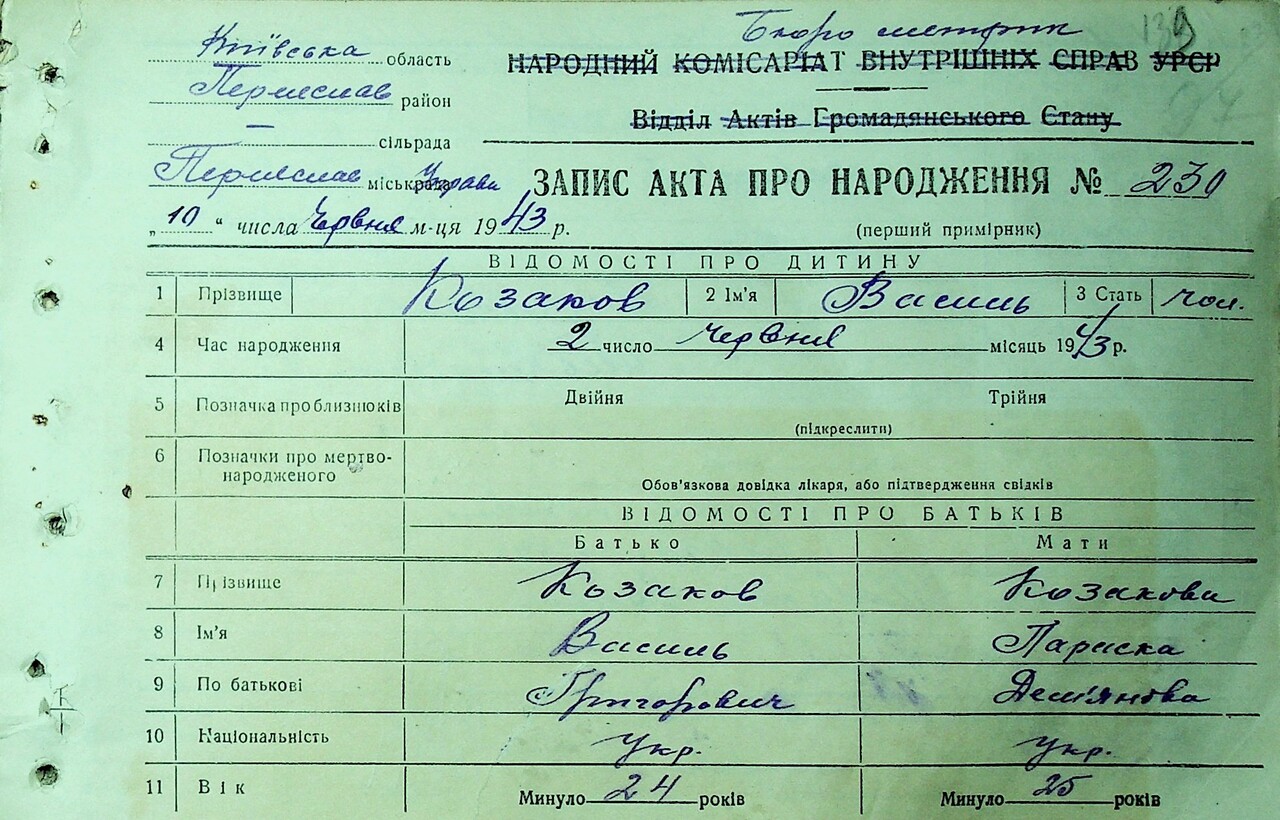 Бюро метрик 139
Київська область НАРОДНИЙ КОМІСАРІАТ ВНУТРІШНІХ СПРАВ УРСР
Переяслав район
Відділ Актів Громадянського Стану
— сільрада
Переяслав міськрада Управи ЗАПИС АКТА ПРО НАРОДЖЕННЯ № 230
„10“ числа Червня м-ця 1943 р. (перший примірник)
ВІДОМОСТІ ПРО ДИТИНУ
1 Прізвище Козаков 2 Ім'я Василь 3 Стать чол.
4 Час народження 2 число червня місяць 1943 р.
5 Позначка про близнюків Двійня Трійня
(підкреслити)
6 Позначки про мертво-
народженого
Обов'язкова довідка лікаря, або підтвердження свідків
ВІДОМОСТІ ПРО БАТЬКІВ
Батько Мати
7 Прізвище Козаков Козакова
8 Ім'я Василь Параска
9 По батькові Григорович Дем'янова
10 Національність Укр. Укр.
11 Вік Минуло 24 років Минуло 25 років